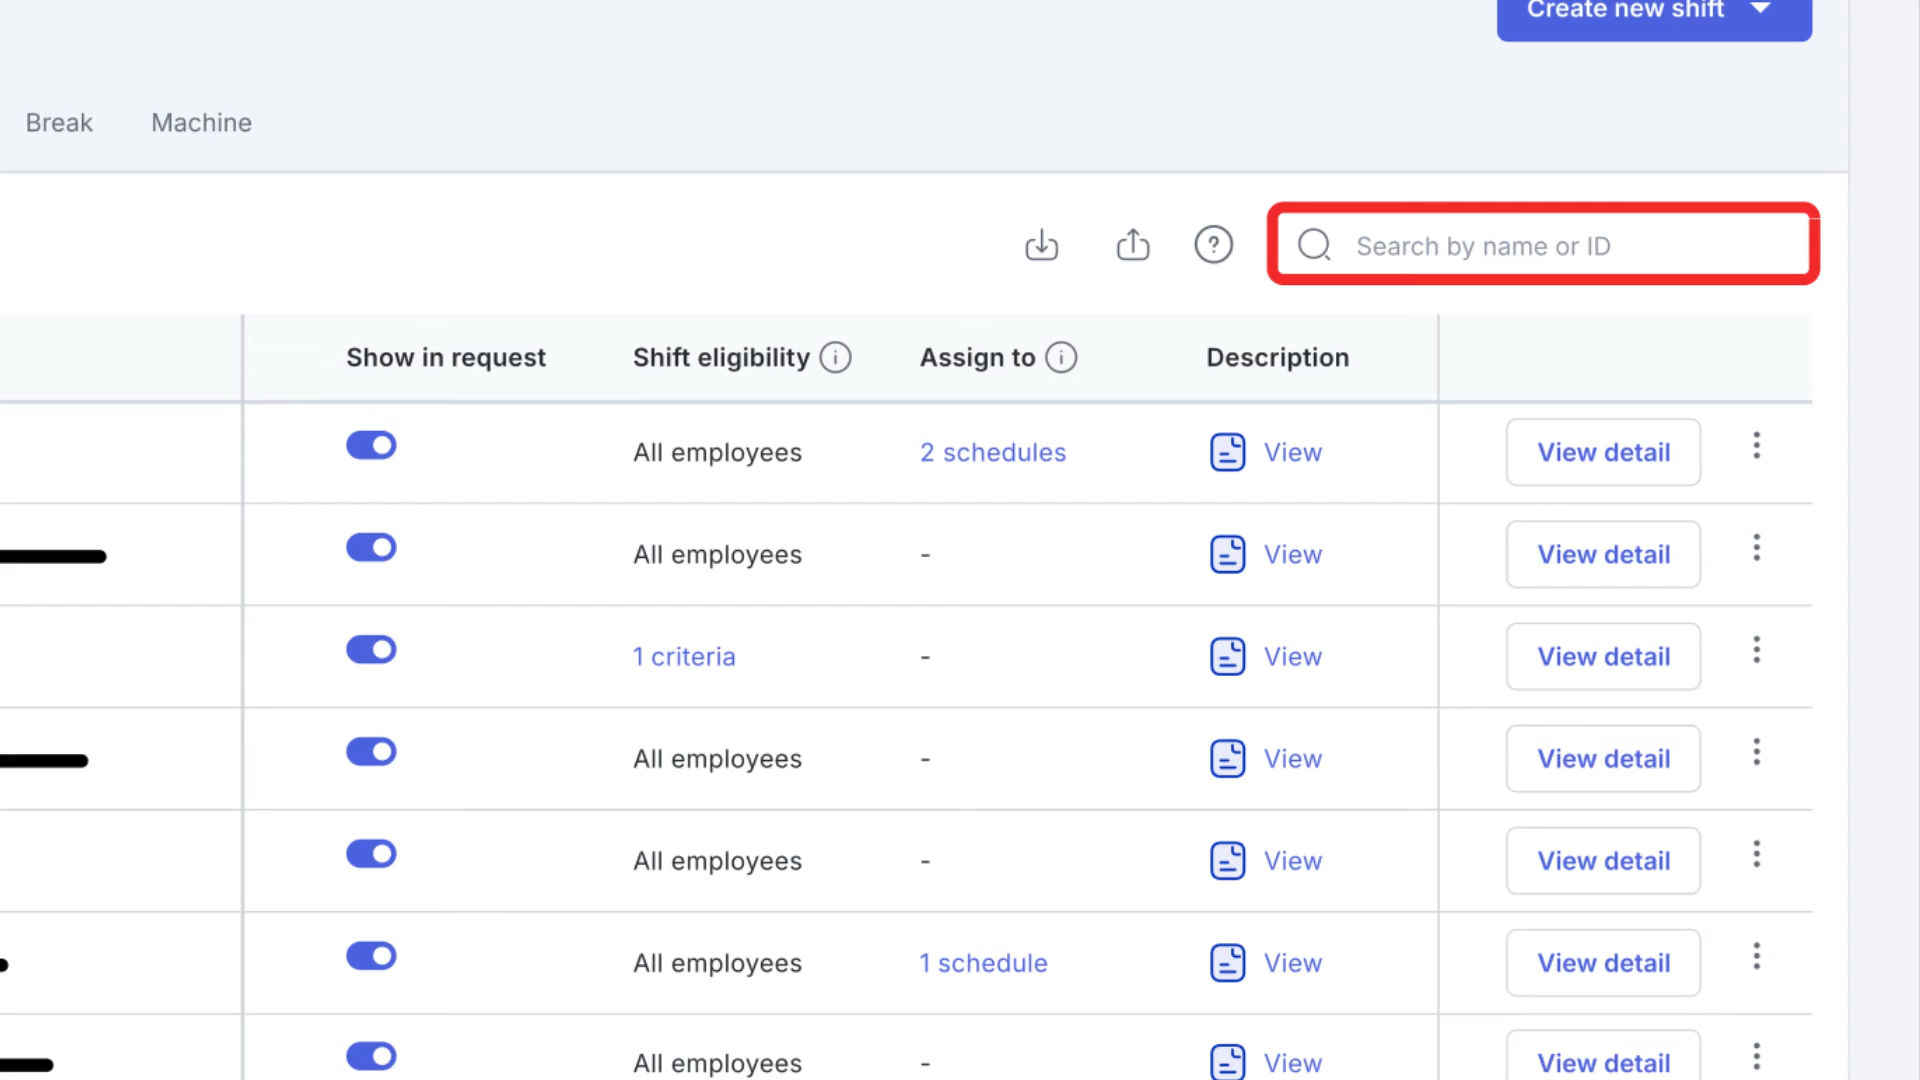 Create new shift
Break Machine
? Search by name or ID
Show in request Shift eligibility i Assign to i Description
All employees 2 schedules View View detail
All employees - View View detail
1 criteria - View View detail
All employees - View View detail
All employees - View View detail
All employees 1 schedule View View detail
All employees - View View detail